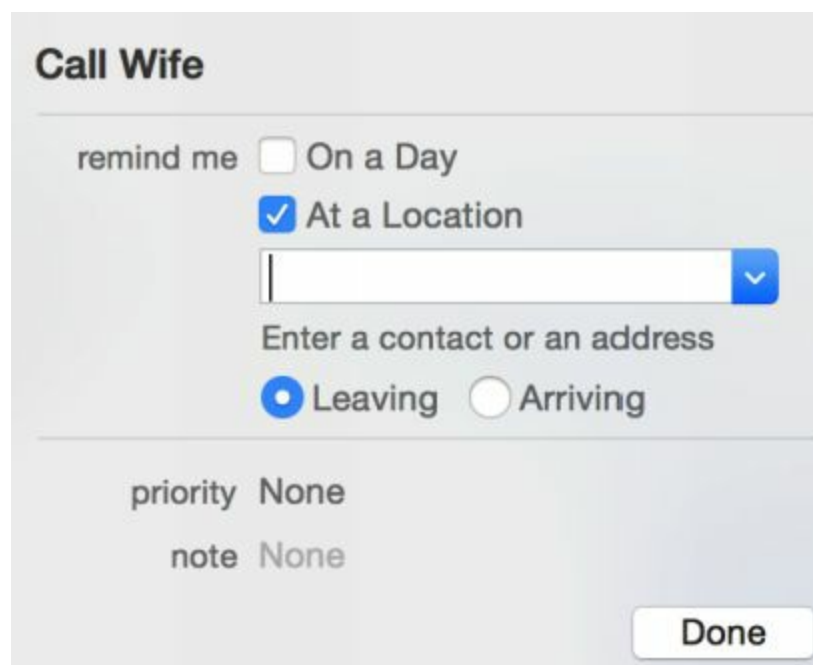 Call Wife
remind me On a Day
At a Location
Enter a contact or an address
Leaving Arriving
priority None
note None
Done